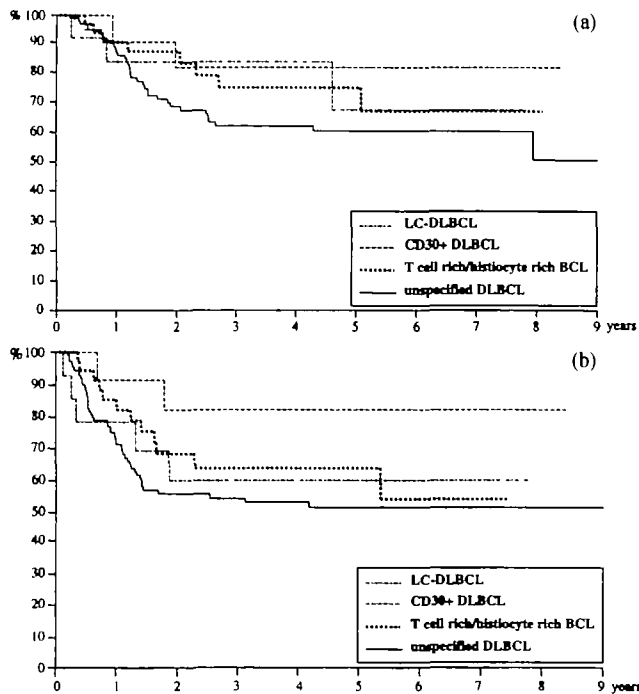 % 100
(a)
90
80
70
60
50
40
30
20
10
0
LC-DLBCL
CD30+ DLBCL
T cell rich/histiocyte rich BCL
unspecified DLBCL
0 1 2 3 4 5 6 7 8 9 years
% 100
(b)
90
80
70
60
50
40
30
20
10
0
LC-DLBCL
CD30+ DLBCL
T cell rich/histiocyte rich BCL
unspecified DLBCL
0 1 2 3 4 5 6 7 8 9 years